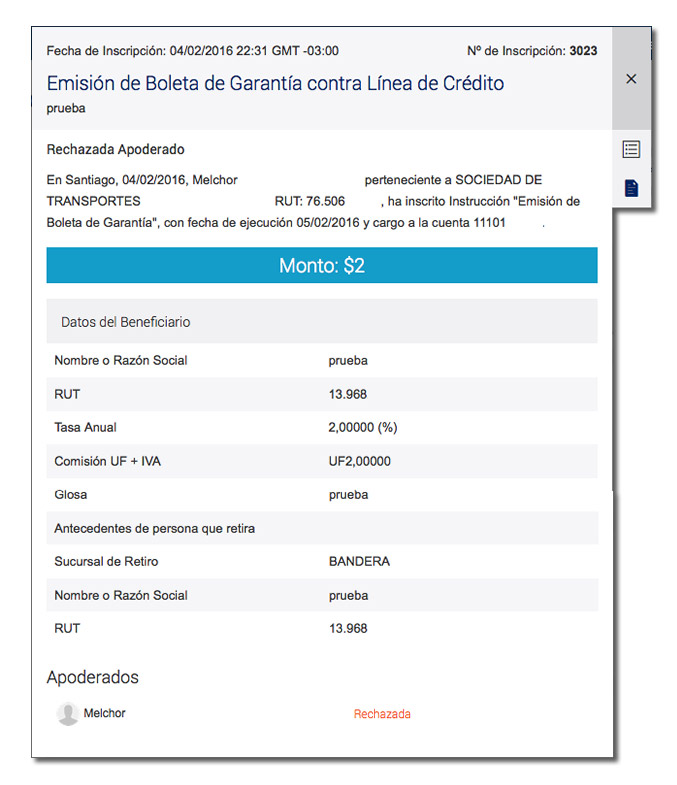 Fecha de Inscripción: 04/02/2016 22:31 GMT -03:00 Nº de Inscripción: 3023
Emisión de Boleta de Garantía contra Línea de Crédito
prueba
Rechazada Apoderado
En Santiago, 04/02/2016, Melchor perteneciente a SOCIEDAD DE
TRANSPORTES RUT: 76.506 , ha inscrito Instrucción "Emisión de
Boleta de Garantía", con fecha de ejecución 05/02/2016 y cargo a la cuenta 11101 .
Monto: $2
Datos del Beneficiario
Nombre o Razón Social prueba
RUT 13.968
Tasa Anual 2,00000 (%)
Comisión UF + IVA UF2,00000
Glosa prueba
Antecedentes de persona que retira
Sucursal de Retiro BANDERA
Nombre o Razón Social prueba
RUT 13.968
Apoderados
Melchor Rechazada